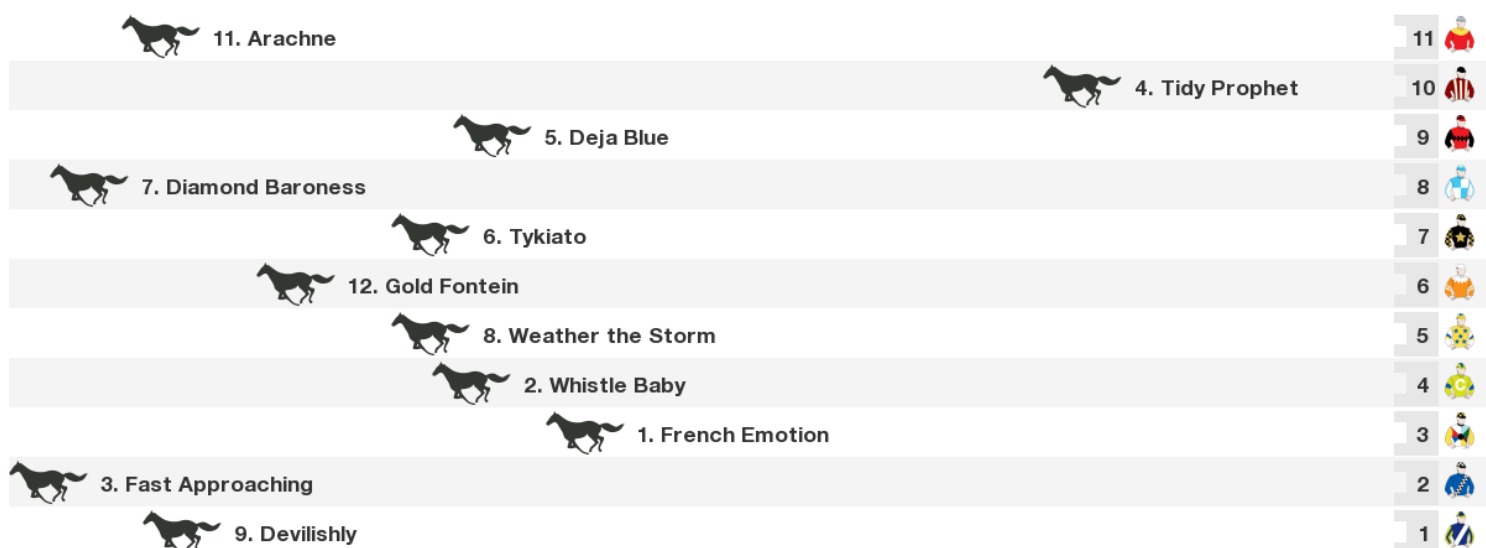 11. Arachne 11
4. Tidy Prophet 10
5. Deja Blue 9
7. Diamond Baroness 8
6. Tykiato 7
12. Gold Fontein 6
8. Weather the Storm 5
2. Whistle Baby 4
C
1. French Emotion 3
3. Fast Approaching 2
9. Devilishly 1